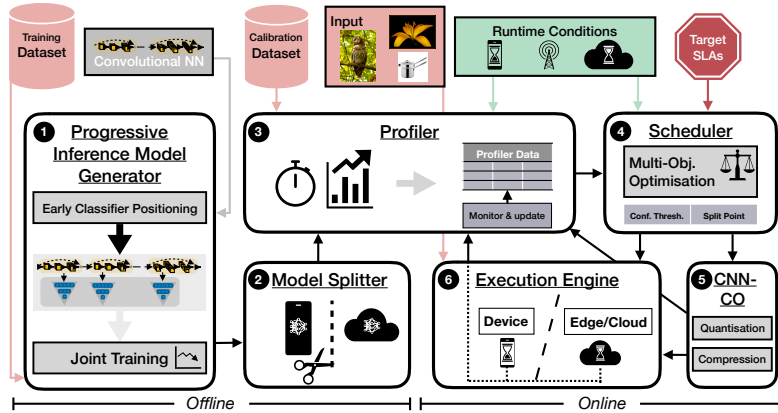 Training
Dataset
Convolutional NN
Calibration
Dataset
Input
Runtime Conditions
Target
SLAs
1
Progressive
Inference Model
Generator
Early Classifier Positioning
Joint Training
2
Model Splitter
3
Profiler
Profiler Data
Monitor & update
4
Scheduler
Multi-Obj.
Optimisation
Conf. Thresh.
Split Point
6
Execution Engine
Device
Edge/Cloud
5
CNN-
CO
Quantisation
Compression
Offline
Online